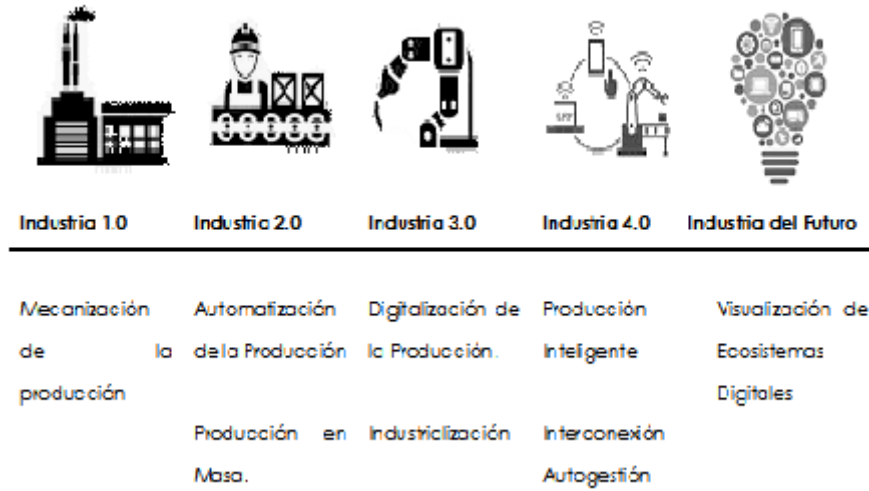 Industria 1.0 Industria 2.0 Industria 3.0 Industria 4.0 Industria del Futuro
Mecanización
de la
producción
Automatización
de la Producción
Producción en
Masa.
Digitalización de
la Producción.
Industriclización
Producción
Inteligente
Interconexión
Autogestión
Visualización de
Ecosistemas
Digitales